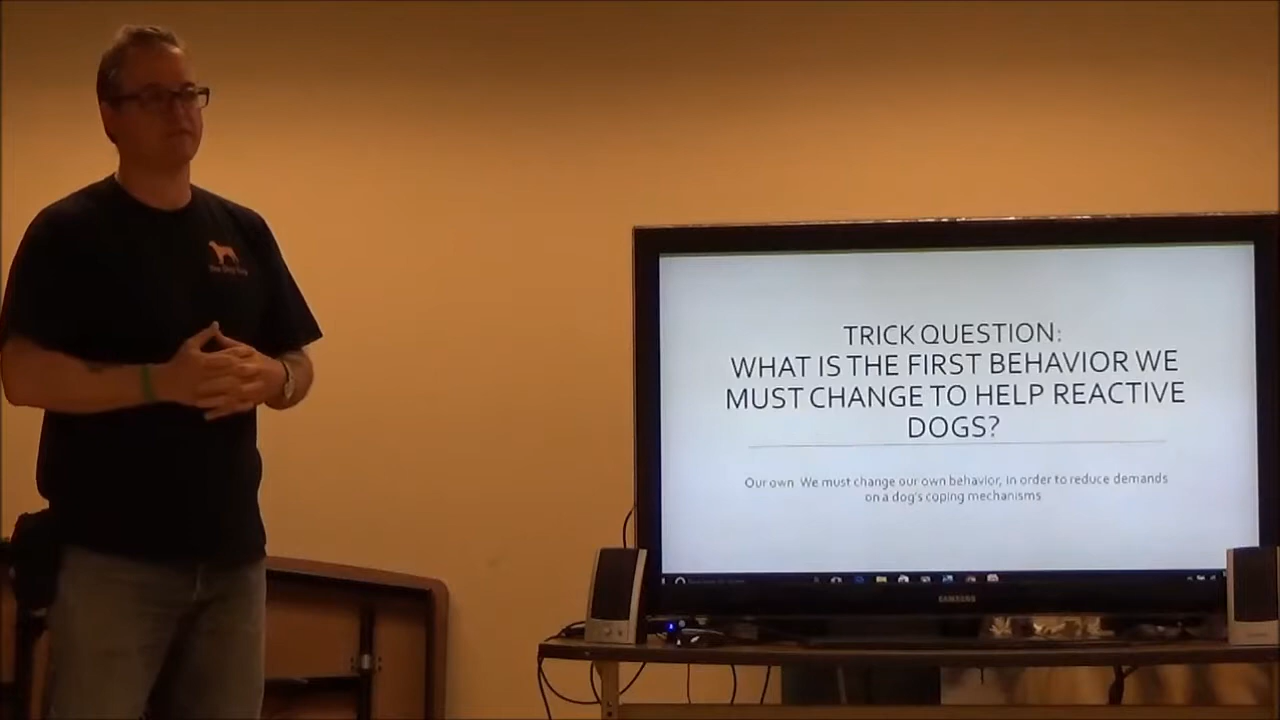 TRICK QUESTION:
WHAT IS THE FIRST BEHAVIOR WE
MUST CHANGE TO HELP REACTIVE
DOGS?
Our own. We must change our own behavior, in order to reduce demands
on a dog's coping mechanisms
SAMSUNG